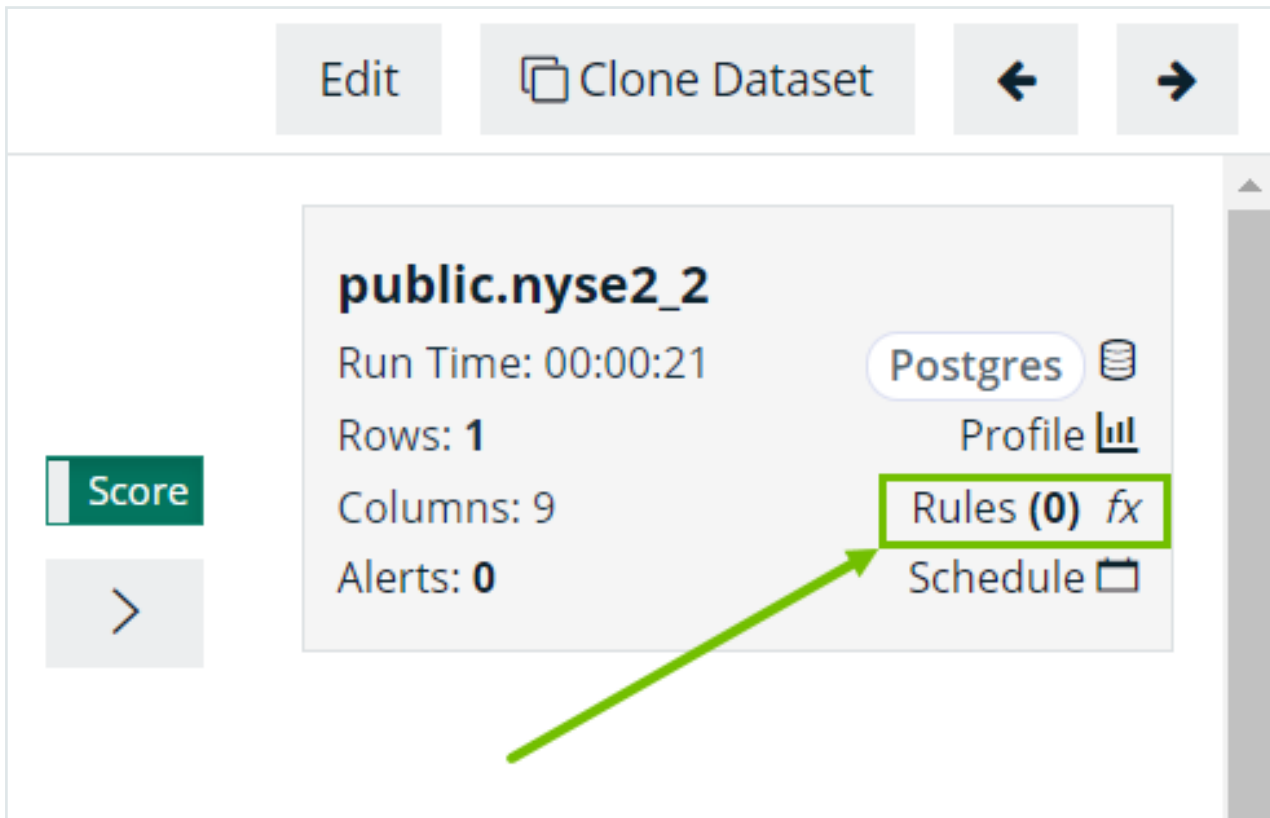 Edit Clone Dataset
public.nyse2_2
Run Time: 00:00:21 Postgres
Rows: 1 Profile
Score
Columns: 9 Rules (0) fx
Alerts: 0 Schedule